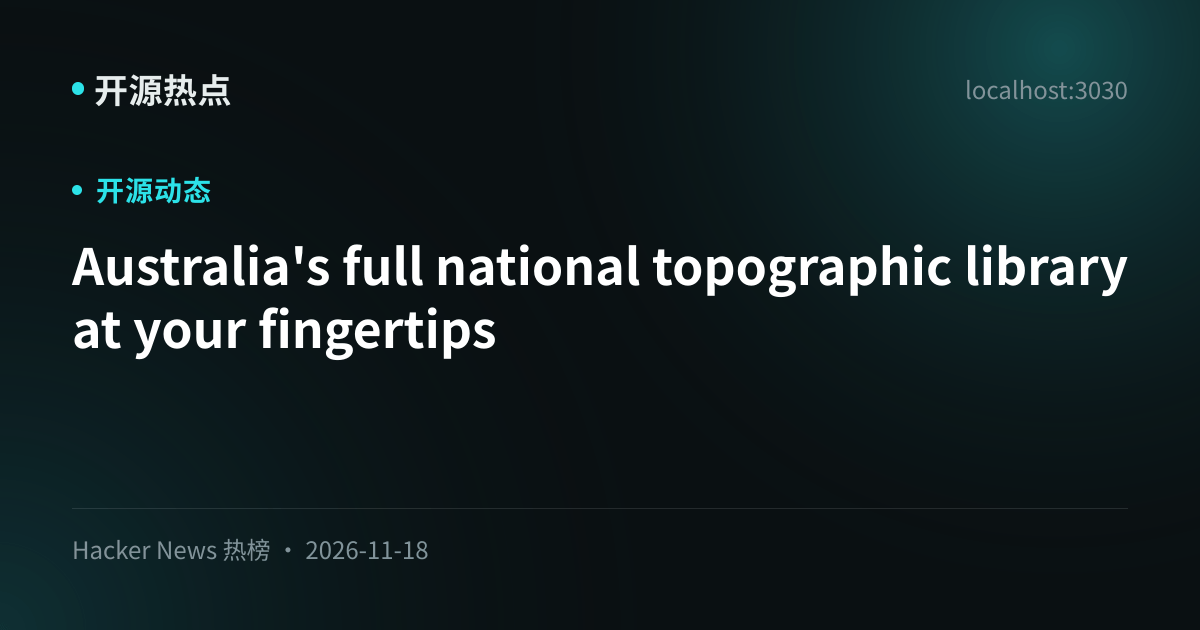 开源热点
localhost:3030
开源动态
Australia's full national topographic library
at your fingertips
Hacker News 热榜 · 2026-11-18